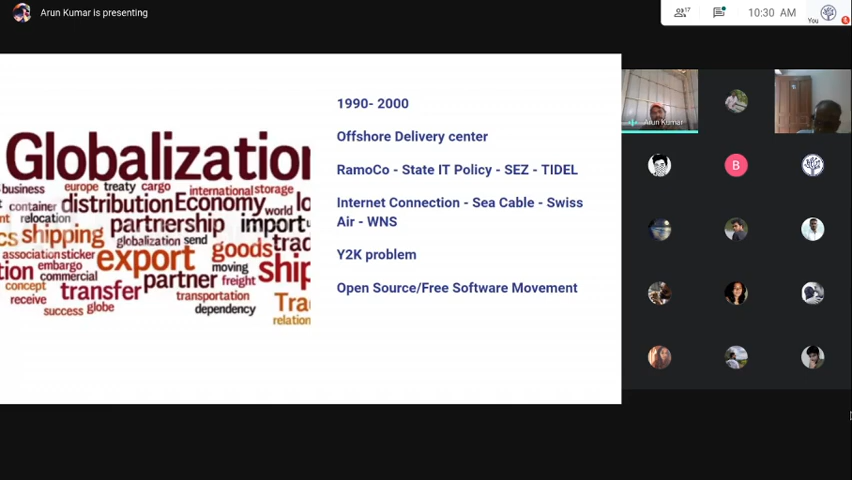 Arun Kumar is presenting
17
10:30 AM
You
1990- 2000
Offshore Delivery center
RamoCo - State IT Policy - SEZ - TIDEL
Internet Connection - Sea Cable - Swiss
Air - WNS
Y2K problem
Open Source/Free Software Movement
Globalization
business europe treaty cargo international storage
container distribution Economy world
relocation partnership import
shipping globalization send goods
association sticker export moving
embargo partner freight
commercial
concept transfer transportation
receive dependency
success globe
Arun Kumar
B